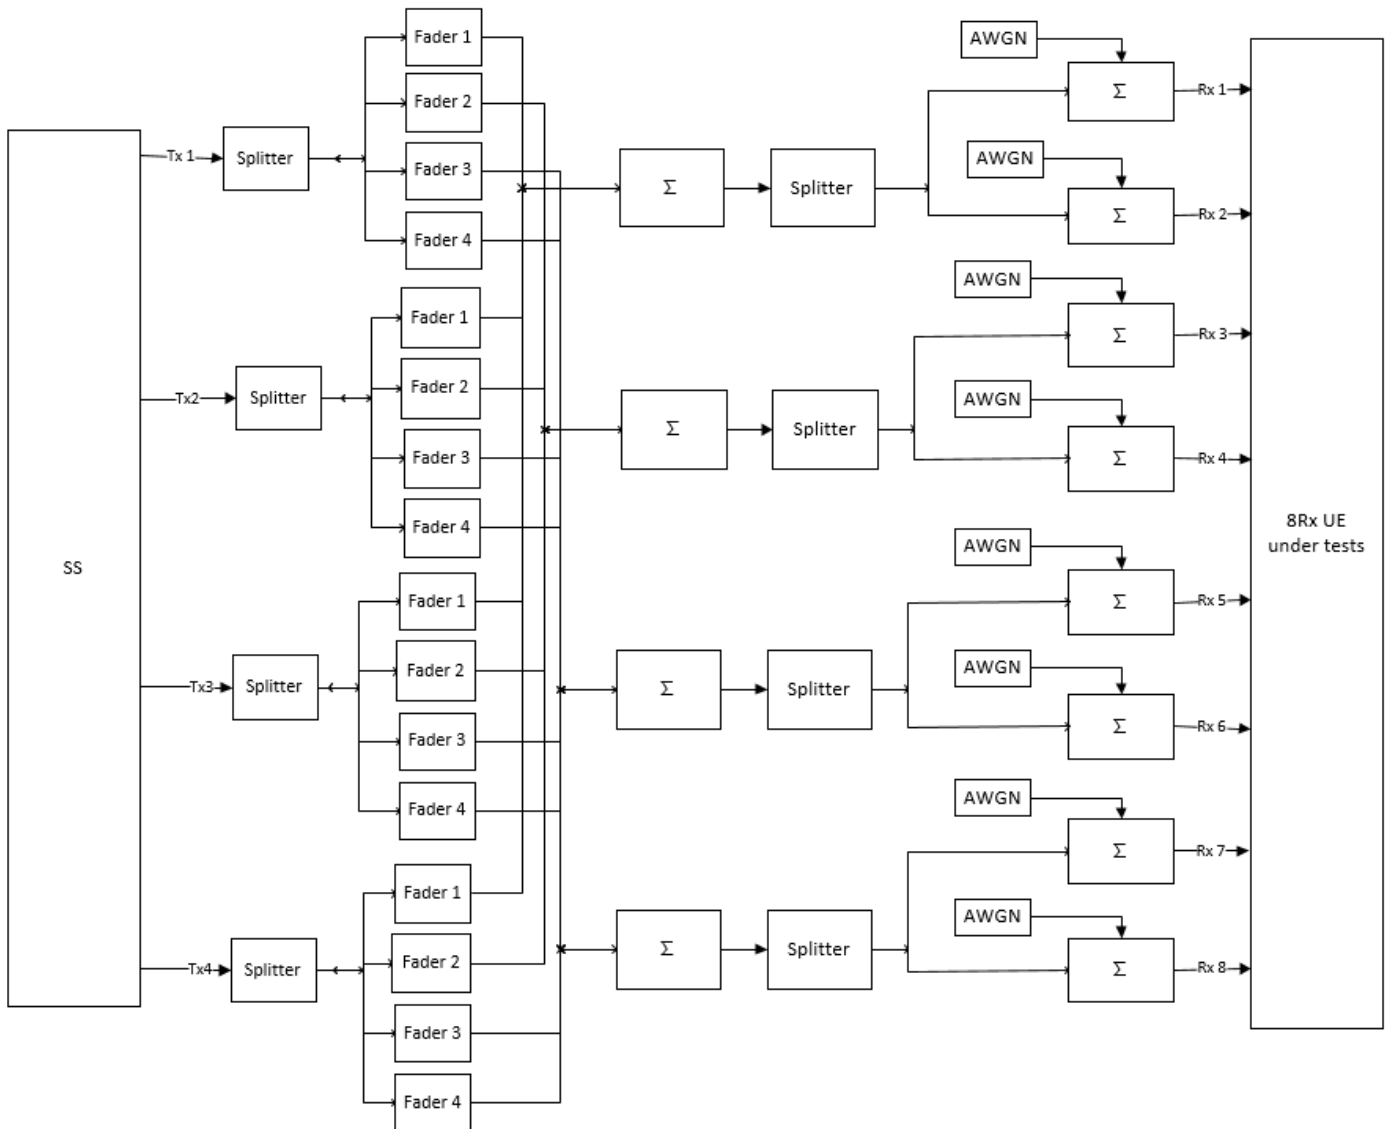 SS
Tx 1
Splitter
Fader 1
Fader 2
Fader 3
Fader 4
Tx2
Splitter
Fader 1
Fader 2
Fader 3
Fader 4
Tx3
Splitter
Fader 1
Fader 2
Fader 3
Fader 4
Tx4
Splitter
Fader 1
Fader 2
Fader 3
Fader 4
Σ
Splitter
AWGN
Σ
Rx 1
AWGN
Σ
Rx 2
Σ
Splitter
AWGN
Σ
Rx 3
AWGN
Σ
Rx 4
Σ
Splitter
AWGN
Σ
Rx 5
AWGN
Σ
Rx 6
Σ
Splitter
AWGN
Σ
Rx 7
AWGN
Σ
Rx 8
8Rx UE
under tests